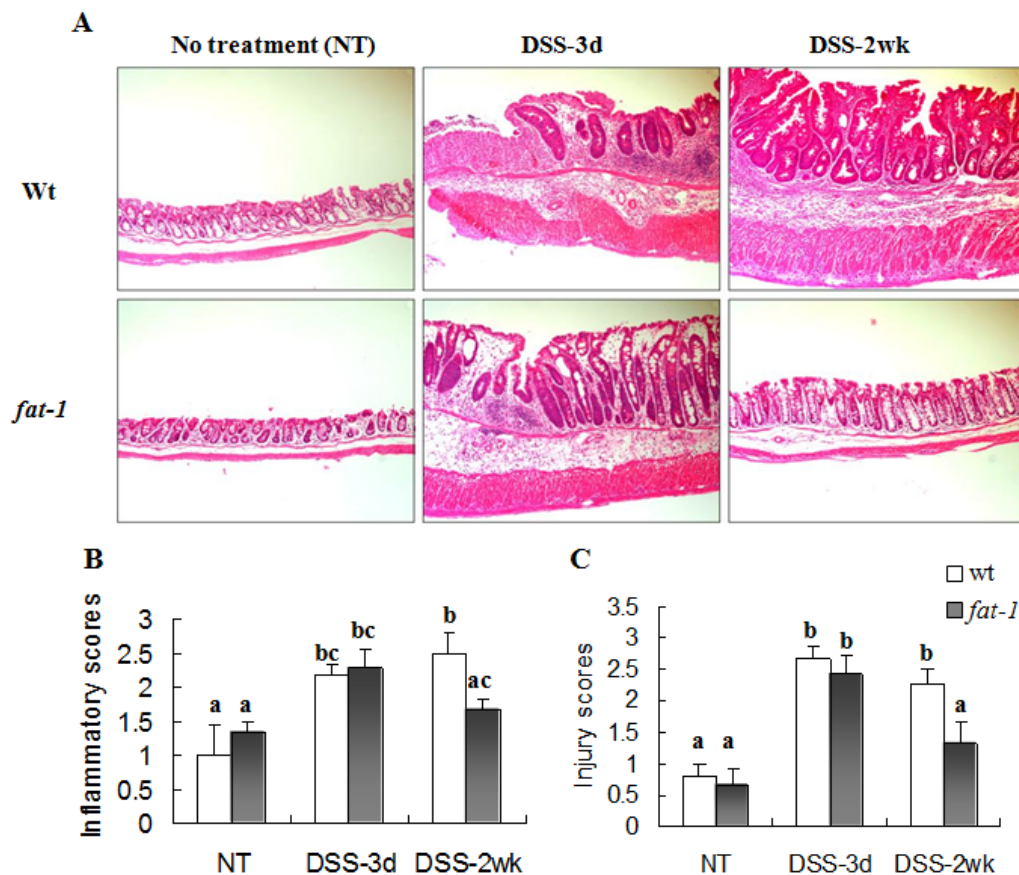 A
No treatment (NT)
DSS-3d
DSS-2wk
Wt
fat-1
B
Inflammatory scores
3
2.5
2
1.5
1
0.5
0
a
a
bc
bc
b
ac
NT
DSS-3d
DSS-2wk
C
wt
fat-1
Injury scores
3.5
3
2.5
2
1.5
1
0.5
0
a
a
b
b
b
a
NT
DSS-3d
DSS-2wk